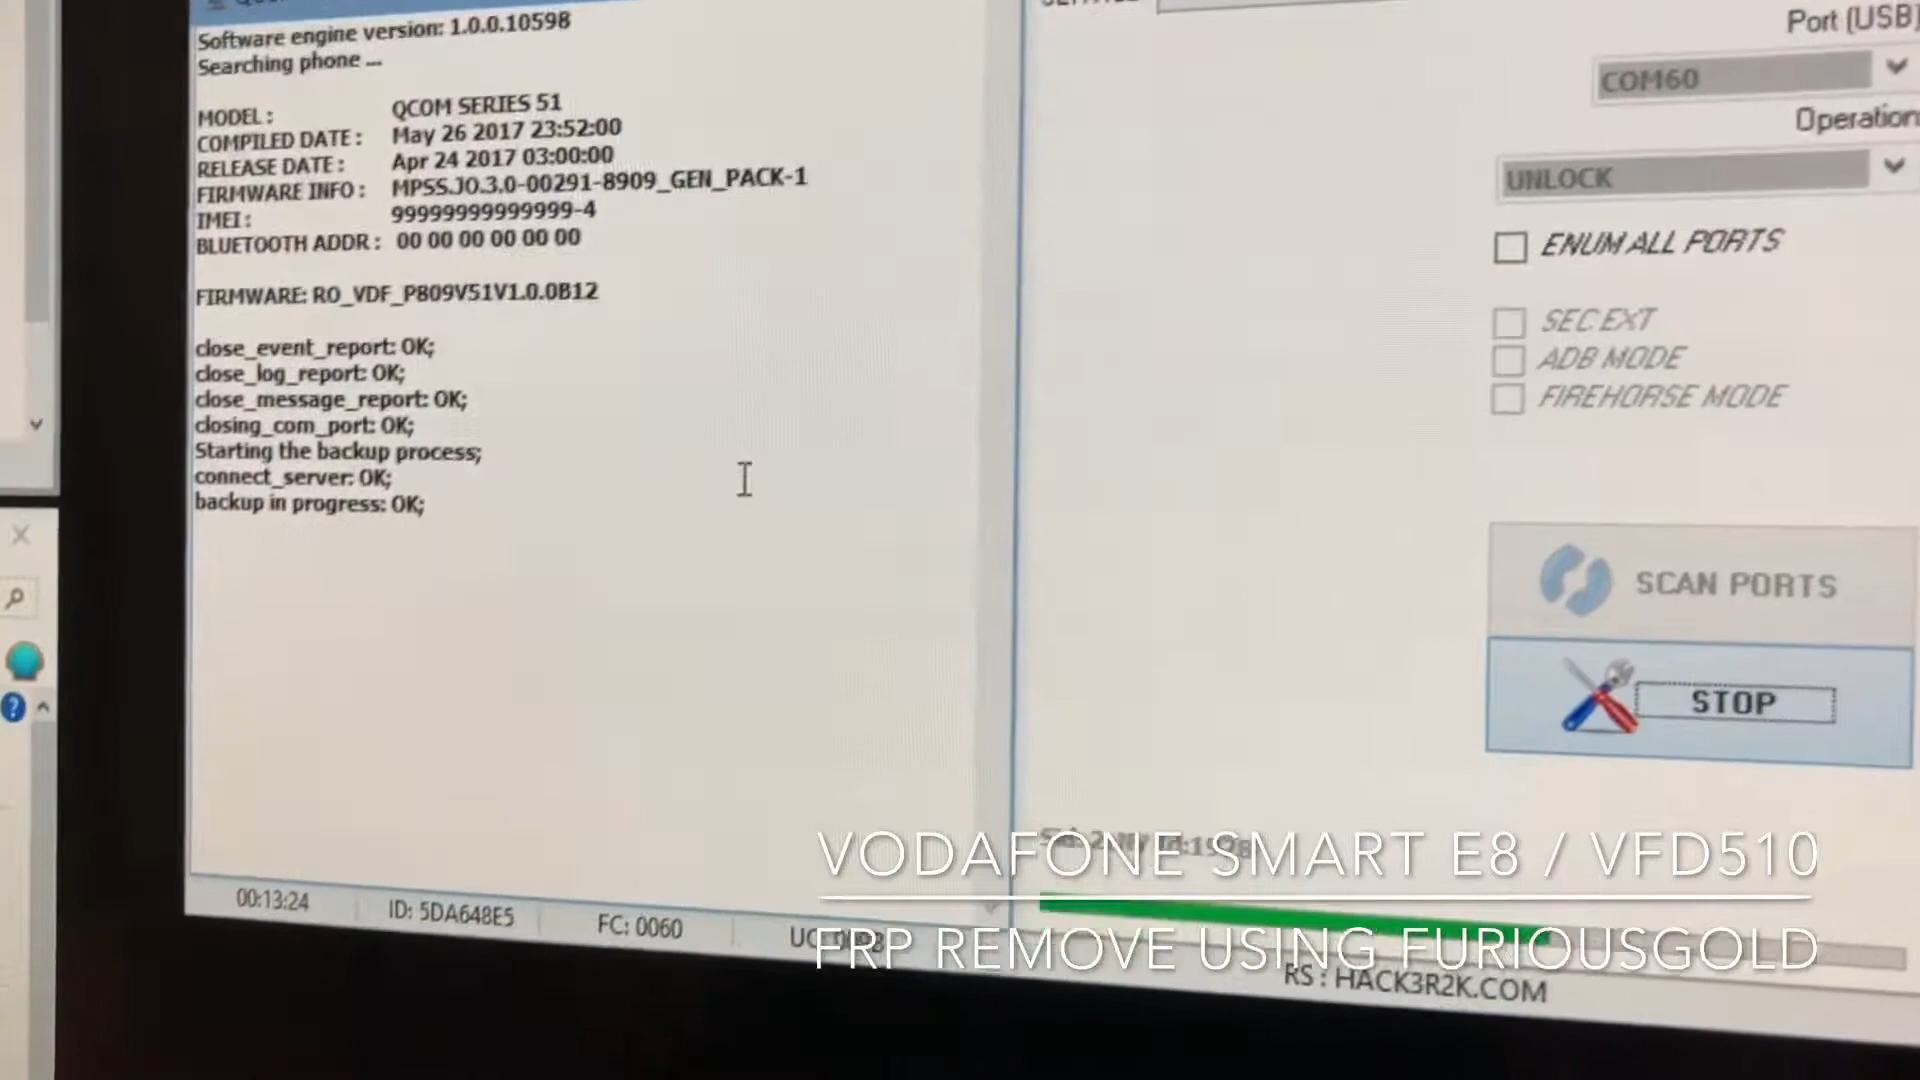 Software engine version: 1.0.0.10598
Searching phone ...
MODEL : QCOM SERIES 51
COMPILED DATE : May 26 2017 23:52:00
RELEASE DATE : Apr 24 2017 03:00:00
FIRMWARE INFO : MPSS.JO.3.0-00291-8909_GEN_PACK-1
IMEI : 99999999999999-4
BLUETOOTH ADDR : 00 00 00 00 00 00
FIRMWARE: RO_VDF_P809V51V1.0.0B12
close_event_report: OK;
close_log_report: OK;
close_message_report: OK;
closing_com_port: OK;
Starting the backup process;
connect_server: OK;
backup in progress: OK;
00:13:24 ID: 5DA648E5 FC: 0060
Port (USB)
COM60
Operation
UNLOCK
ENUM ALL PORTS
SEC EXT
ADB MODE
FIREHORSE MODE
SCAN PORTS
STOP
VODAFONE SMART E8 / VFD510
FRP REMOVE USING FURIOUSGOLD
RS : HACK3R2K.COM